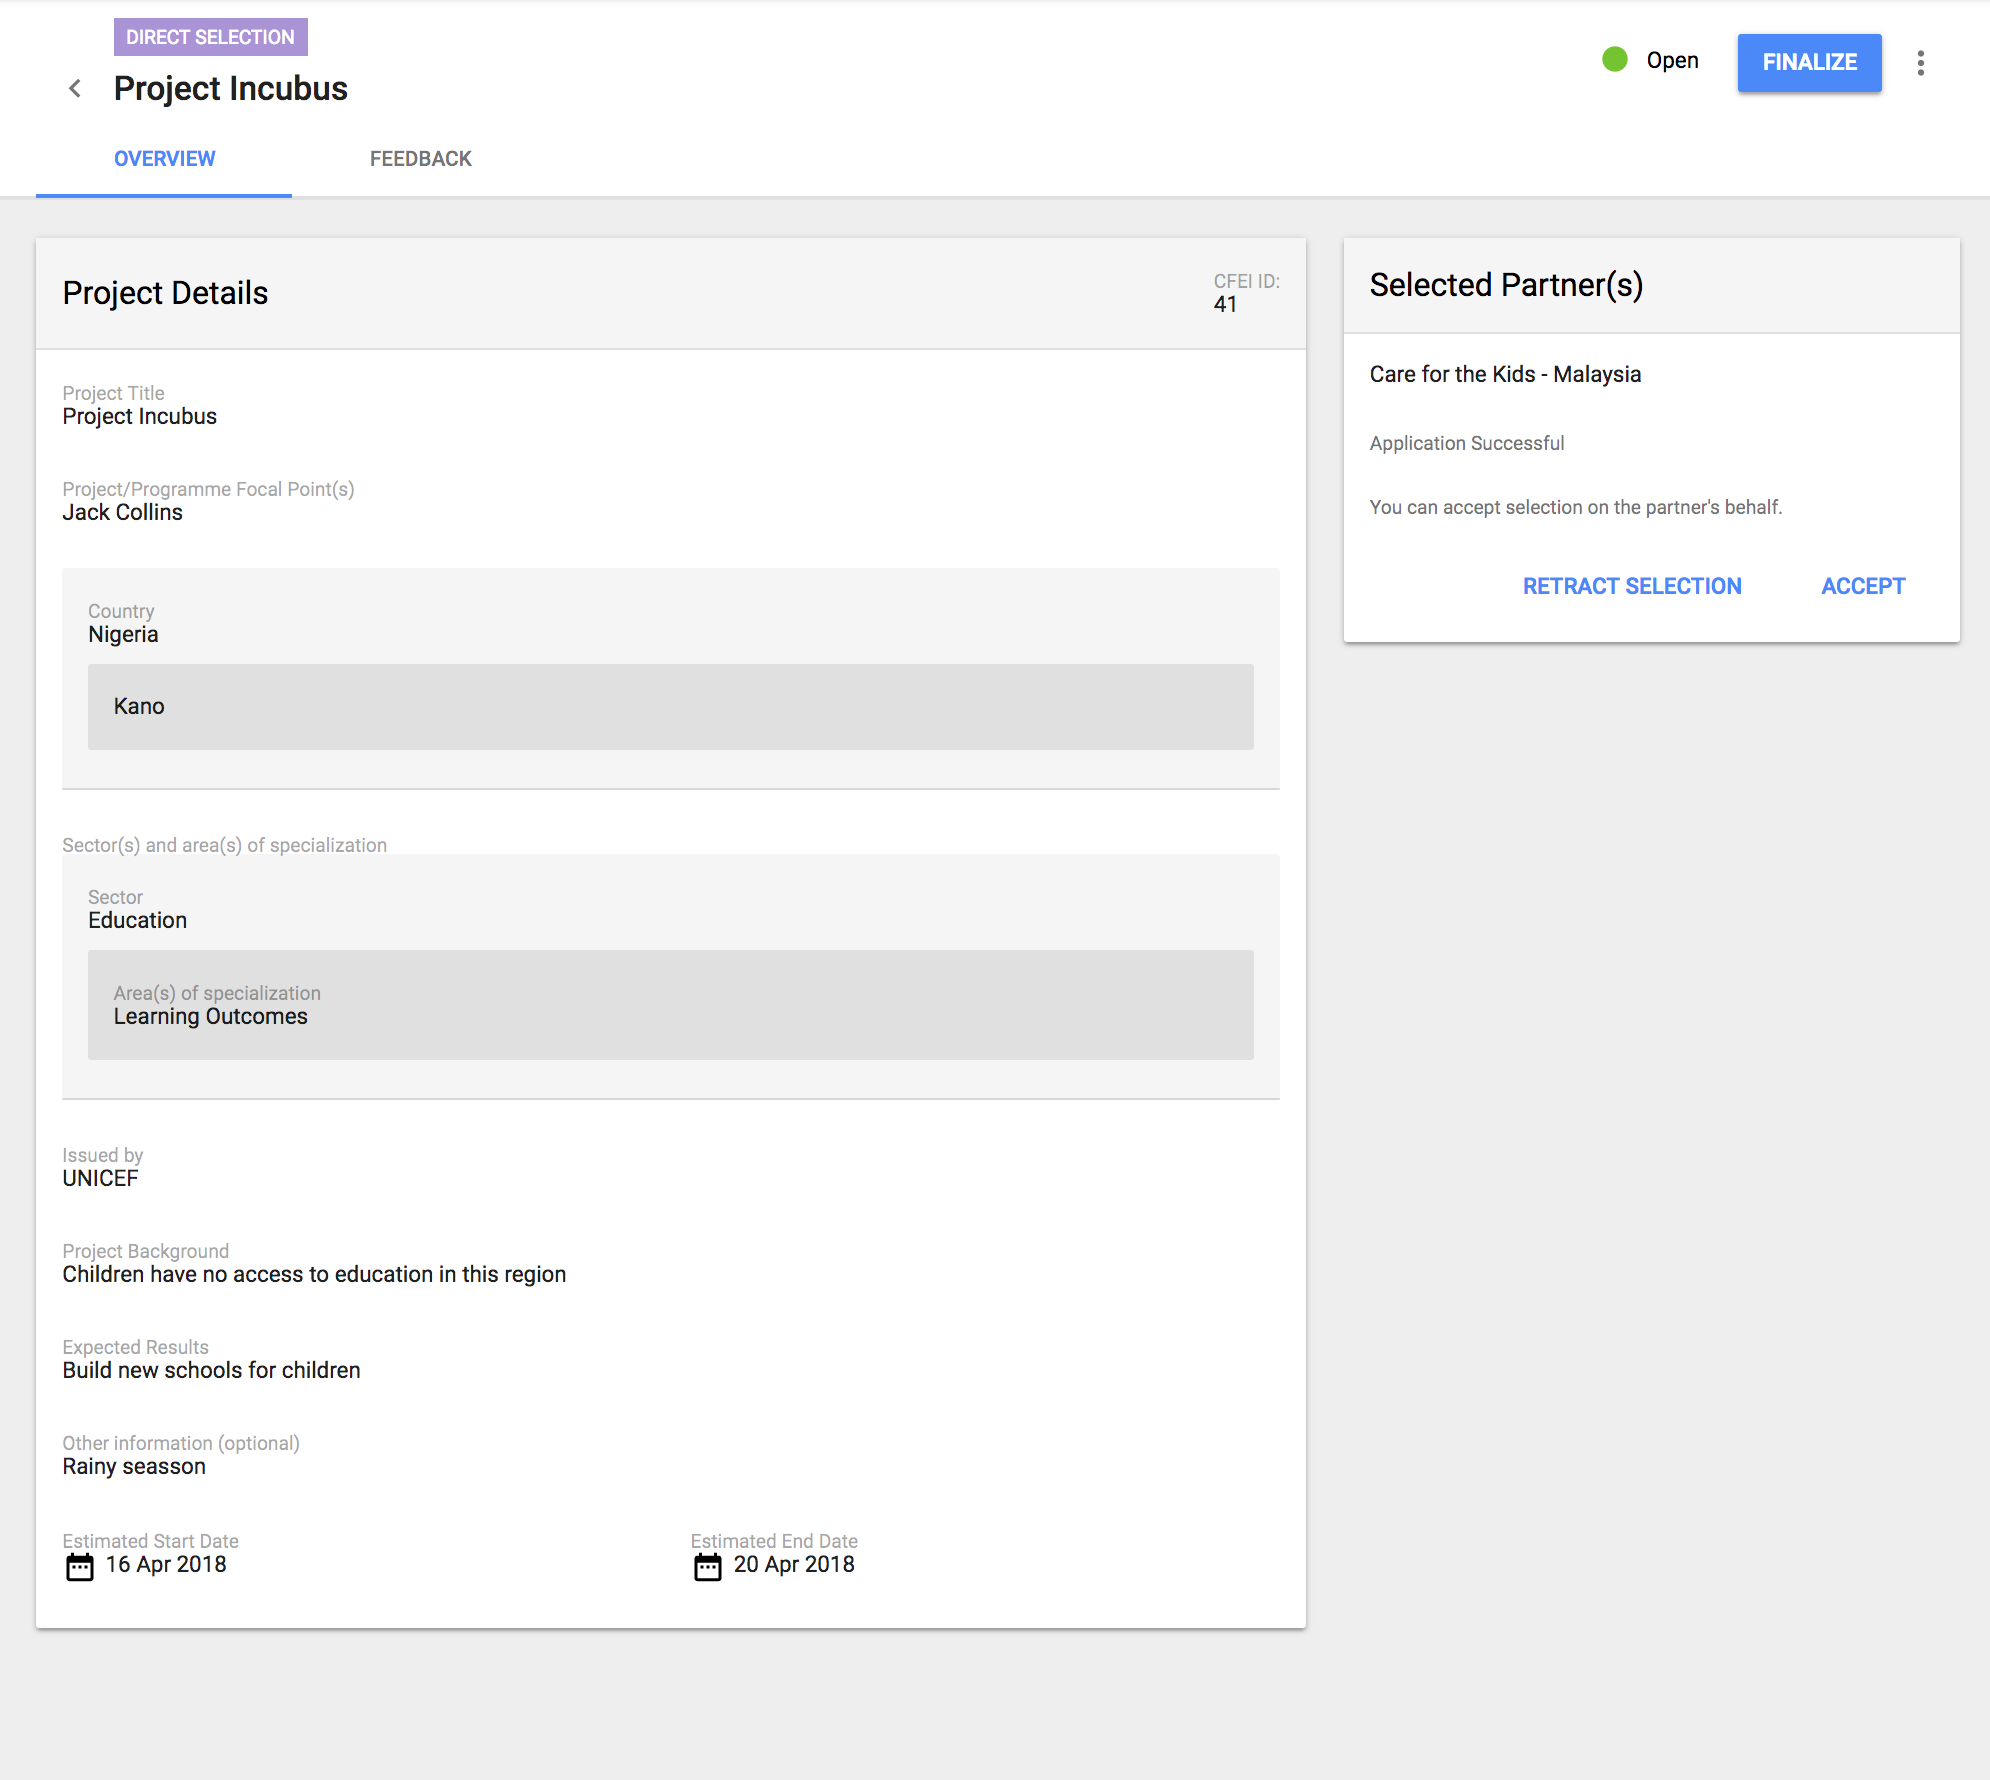 DIRECT SELECTION
Project Incubus
Open
FINALIZE
OVERVIEW
FEEDBACK
Project Details
CFEI ID:
41
Project Title
Project Incubus
Project/Programme Focal Point(s)
Jack Collins
Country
Nigeria
Kano
Sector(s) and area(s) of specialization
Sector
Education
Area(s) of specialization
Learning Outcomes
Issued by
UNICEF
Project Background
Children have no access to education in this region
Expected Results
Build new schools for children
Other information (optional)
Rainy seasson
Estimated Start Date
16 Apr 2018
Estimated End Date
20 Apr 2018
Selected Partner(s)
Care for the Kids - Malaysia
Application Successful
You can accept selection on the partner's behalf.
RETRACT SELECTION
ACCEPT